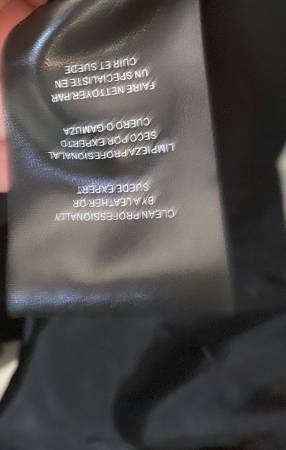 CLEAN PROFESSIONALLY
BY A LEATHER OR
SUEDE EXPERT
LIMPIEZA PROFESIONAL AL
SECO POR EXPERTO
CUERO O GAMUZA
FAIRE NETTOYER PAR
UN SPECIALISTE EN
CUIR ET SUEDE